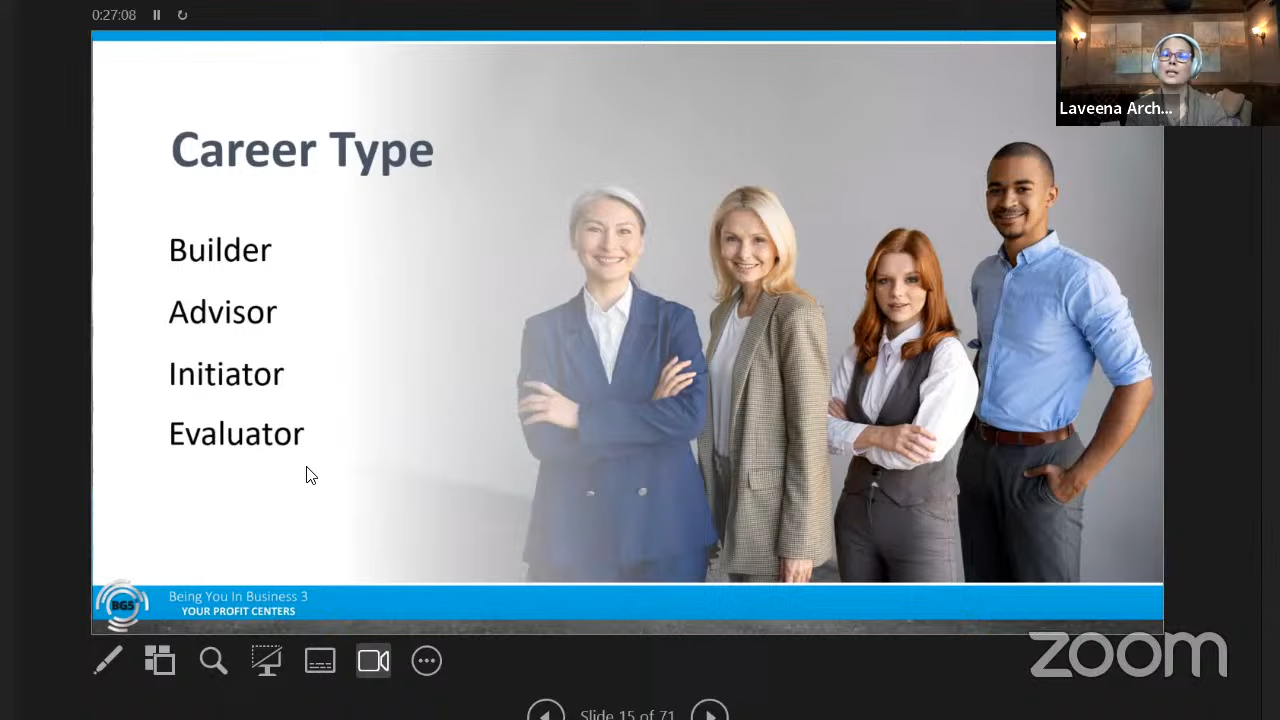 0:27:08
Laveena Arch...
Career Type
Builder
Advisor
Initiator
Evaluator
BG5
Being You In Business 3
YOUR PROFIT CENTERS
zoom
Slide 15 of 71